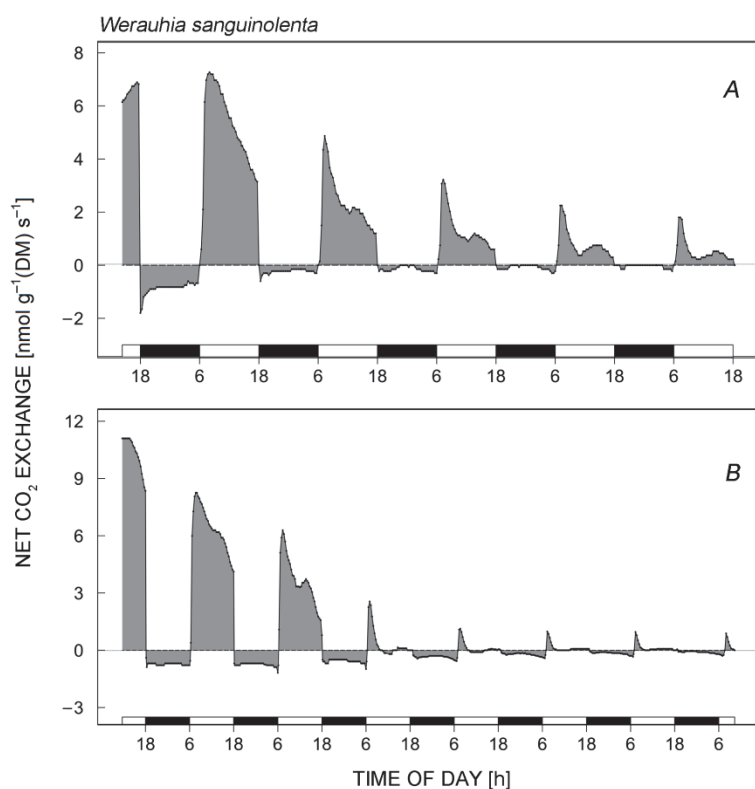 Werauhia sanguinolenta
A
8
6
4
2
0
−2
18 6 18 6 18 6 18 6 18 6 18
B
12
9
6
3
0
−3
18 6 18 6 18 6 18 6 18 6 18 6 18 6
NET CO₂ EXCHANGE [nmol g⁻¹(DM) s⁻¹]
TIME OF DAY [h]